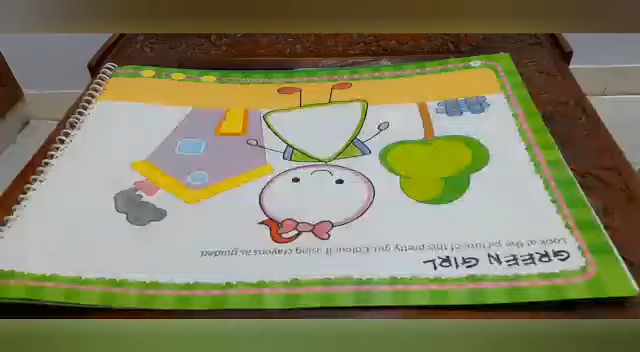 GREEN GIRL
Look at the picture of this pretty girl. Colour it using crayons as guided.